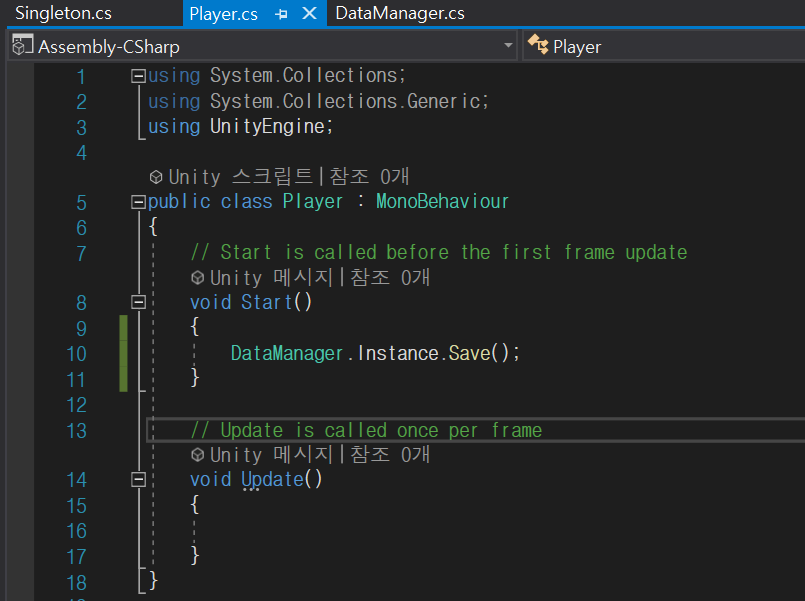 Singleton.cs Player.cs DataManager.cs
Assembly-CSharp Player
1 using System.Collections;
2 using System.Collections.Generic;
3 using UnityEngine;
4
Unity 스크립트|참조 0개
5 public class Player : MonoBehaviour
6 {
7 // Start is called before the first frame update
Unity 메시지|참조 0개
8 void Start()
9 {
10 DataManager.Instance.Save();
11 }
12
13 // Update is called once per frame
Unity 메시지|참조 0개
14 void Update()
15 {
16
17 }
18 }